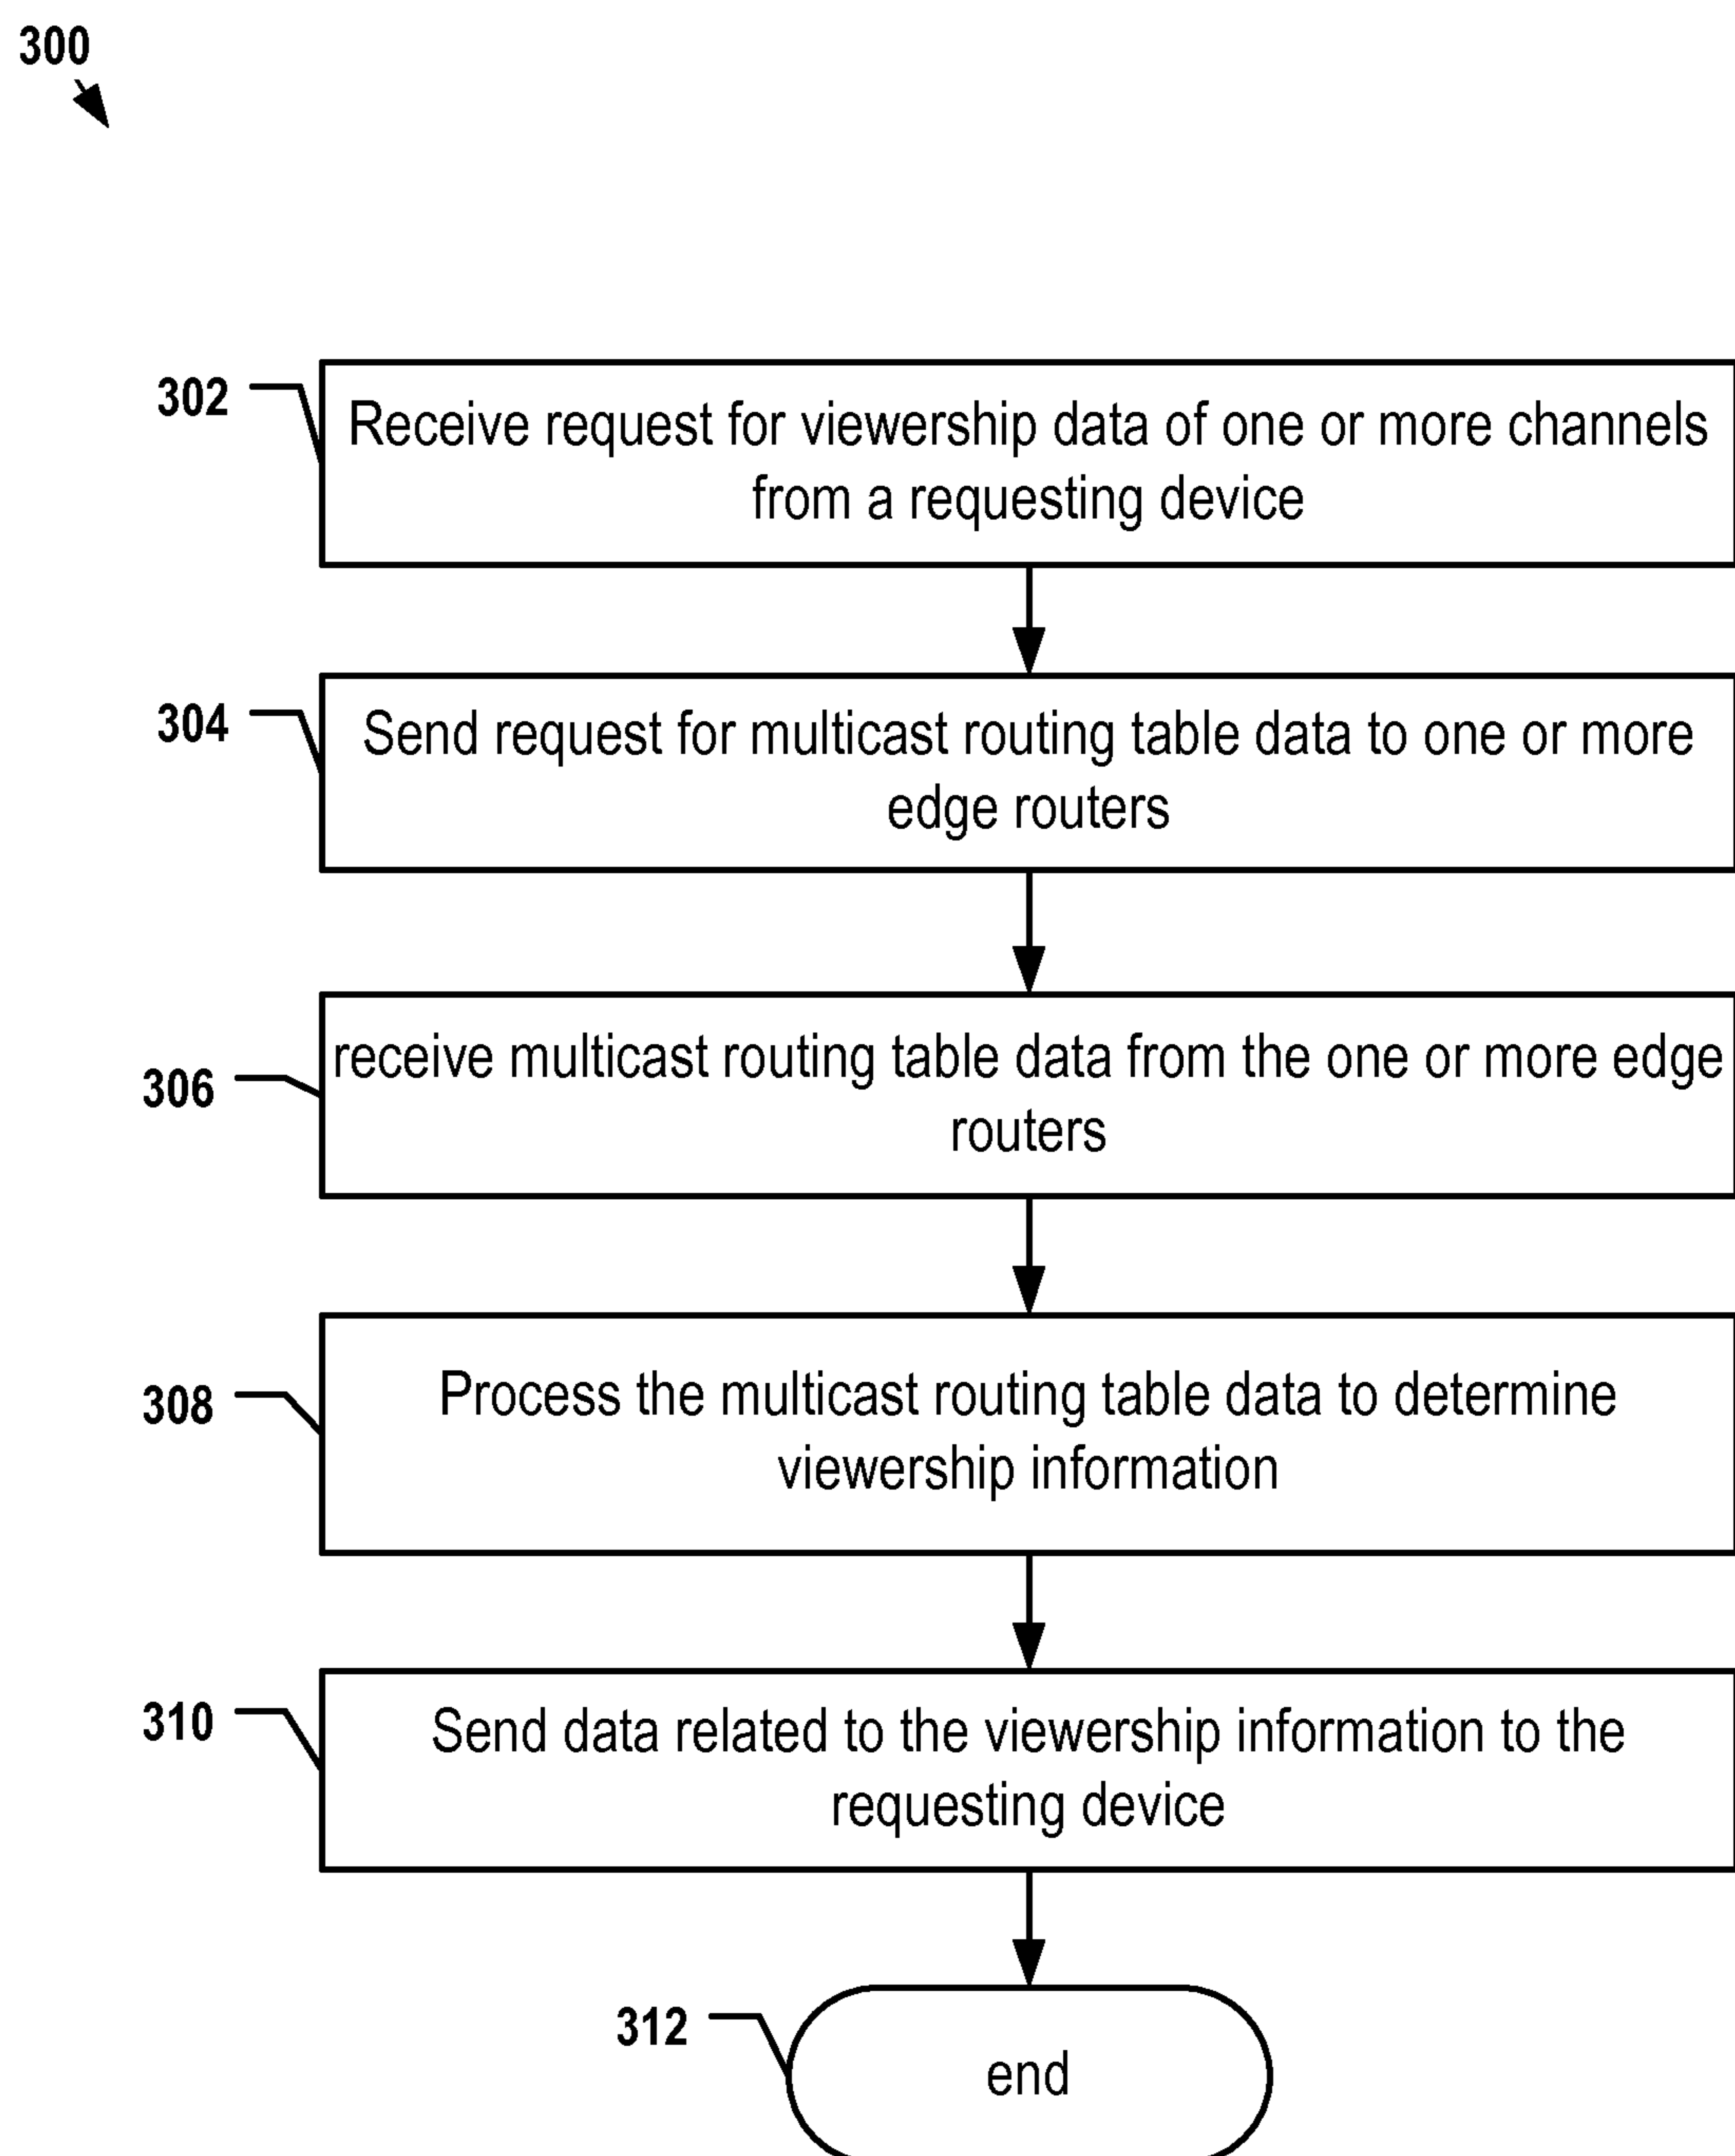 300
302
Receive request for viewership data of one or more channels
from a requesting device
304
Send request for multicast routing table data to one or more
edge routers
306
receive multicast routing table data from the one or more edge
routers
308
Process the multicast routing table data to determine
viewership information
310
Send data related to the viewership information to the
requesting device
312
end